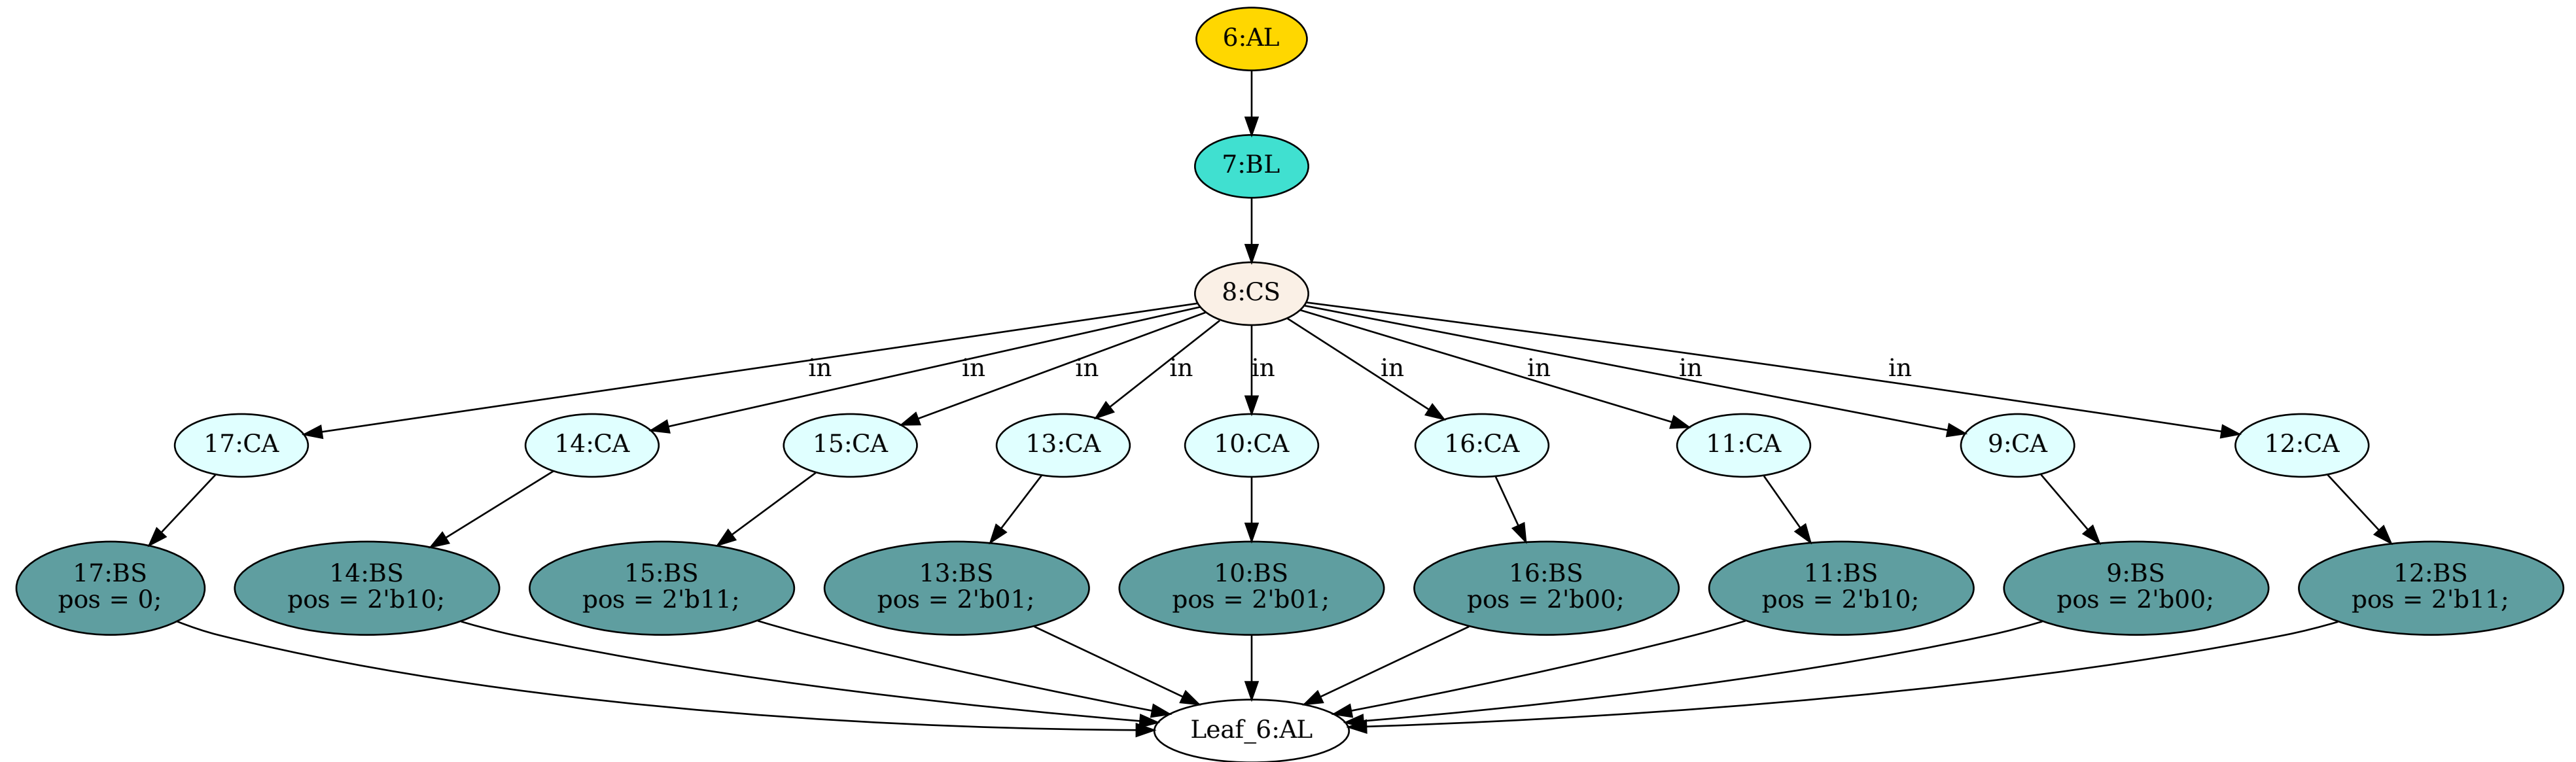 6:AL
7:BL
8:CS
in in in in in in in in in
17:CA 14:CA 15:CA 13:CA 10:CA 16:CA 11:CA 9:CA 12:CA
17:BS
pos = 0;
14:BS
pos = 2'b10;
15:BS
pos = 2'b11;
13:BS
pos = 2'b01;
10:BS
pos = 2'b01;
16:BS
pos = 2'b00;
11:BS
pos = 2'b10;
9:BS
pos = 2'b00;
12:BS
pos = 2'b11;
Leaf_6:AL